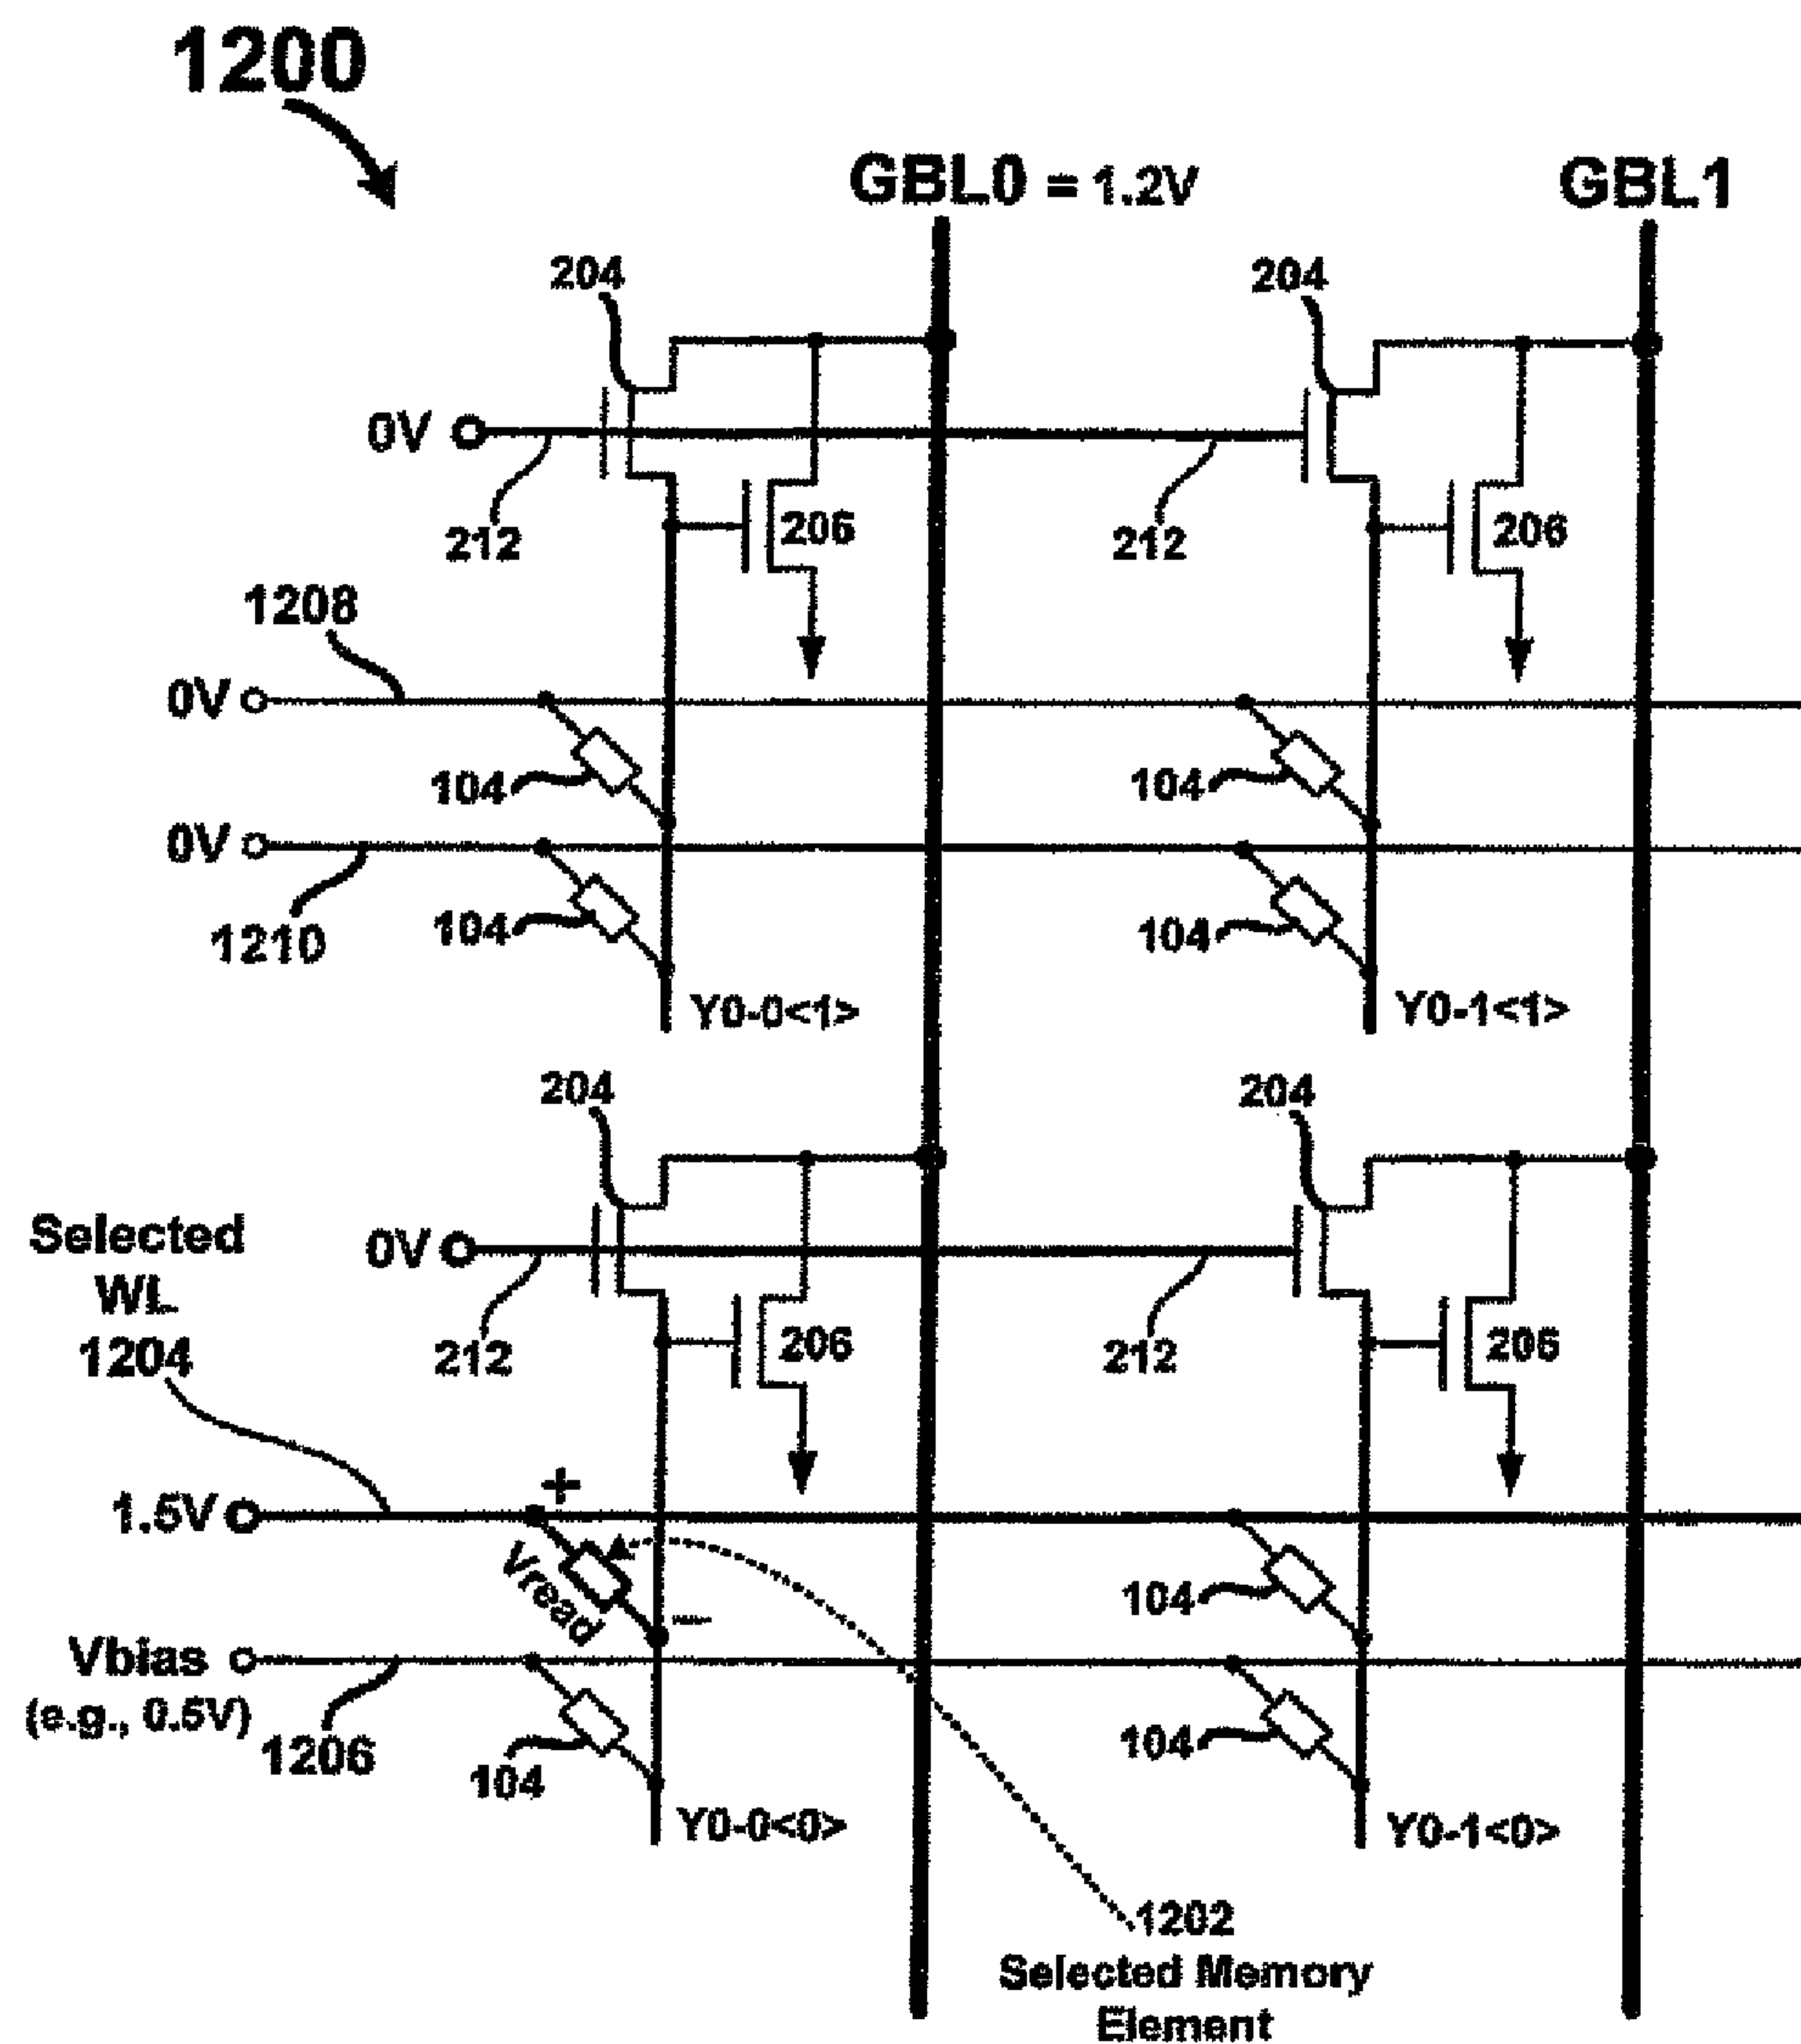 1200
GBL0 = 1.2V
GBL1
204
204
0V
212
206
212
206
1208
0V
104
104
0V
1210
104
104
Y0-0<1>
Y0-1<1>
204
204
Selected
WL
1204
0V
212
206
212
206
+
1.5V
Vread
–
104
Vbias
(e.g., 0.5V)
1206
104
104
Y0-0<0>
Y0-1<0>
1202
Selected Memory
Element